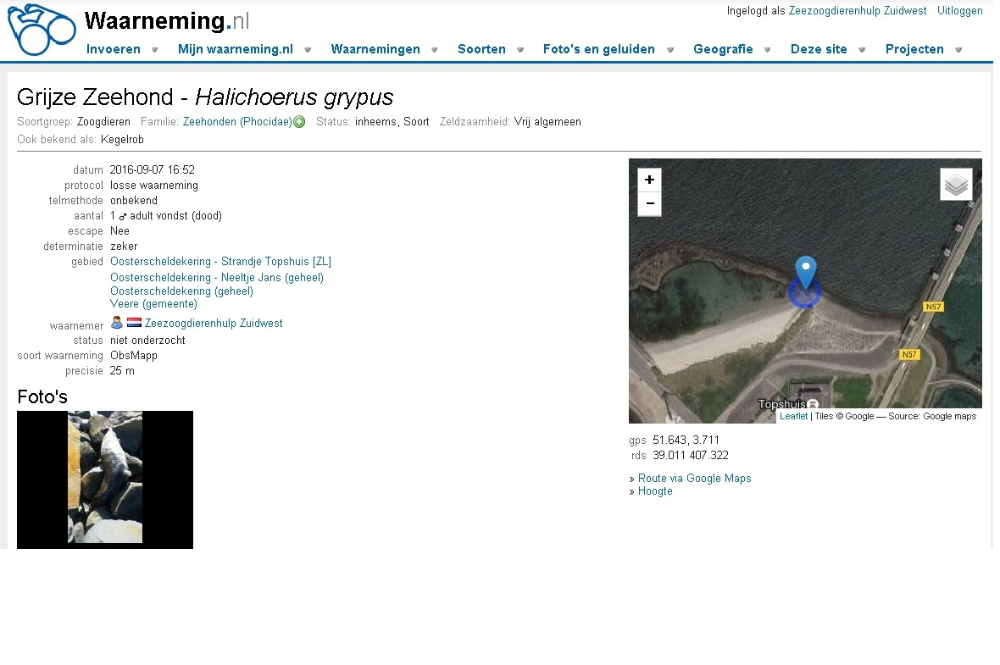 Waarneming.nl
Ingelogd als Zeezoogdierenhulp Zuidwest Uitloggen
Invoeren Mijn waarneming.nl Waarnemingen Soorten Foto's en geluiden Geografie Deze site Projecten
Grijze Zeehond - Halichoerus grypus
Soortgroep: Zoogdieren Familie: Zeehonden (Phocidae) Status: inheems, Soort Zeldzaamheid: Vrij algemeen
Ook bekend als: Kegelrob
datum 2016-09-07 16:52
protocol losse waarneming
telmethode onbekend
aantal 1 ♂ adult vondst (dood)
escape Nee
determinatie zeker
gebied Oosterscheldekering - Strandje Topshuis [ZL]
Oosterscheldekering - Neeltje Jans (geheel)
Oosterscheldekering (geheel)
Veere (gemeente)
waarnemer Zeezoogdierenhulp Zuidwest
status niet onderzocht
soort waarneming ObsMapp
precisie 25 m
Foto's
+
−
N57
N57
Topshuis
Leaflet | Tiles © Google — Source: Google maps
gps 51.643, 3.711
rds 39.011 407.322
» Route via Google Maps
» Hoogte